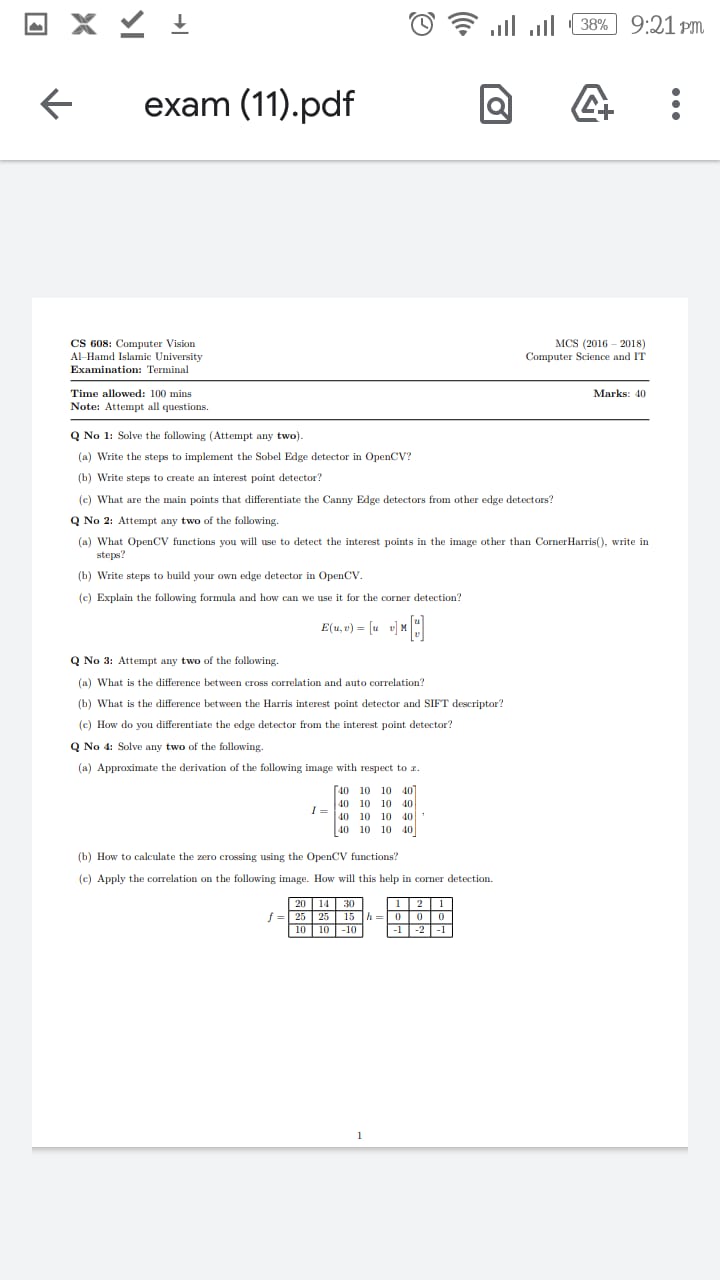 38% 9:21 PM
exam (11).pdf
CS 608: Computer Vision
MCS (2016 – 2018)
Al-Hamd Islamic University
Computer Science and IT
Examination: Terminal
Time allowed: 100 mins
Marks: 40
Note: Attempt all questions.
Q No 1: Solve the following (Attempt any two).
(a) Write the steps to implement the Sobel Edge detector in OpenCV?
(b) Write steps to create an interest point detector?
(c) What are the main points that differentiate the Canny Edge detectors from other edge detectors?
Q No 2: Attempt any two of the following.
(a) What OpenCV functions you will use to detect the interest points in the image other than CornerHarris(), write in
steps?
(b) Write steps to build your own edge detector in OpenCV.
(c) Explain the following formula and how can we use it for the corner detection?
E(u, v) = [u v] M [u v]
Q No 3: Attempt any two of the following.
(a) What is the difference between cross correlation and auto correlation?
(b) What is the difference between the Harris interest point detector and SIFT descriptor?
(c) How do you differentiate the edge detector from the interest point detector?
Q No 4: Solve any two of the following.
(a) Approximate the derivation of the following image with respect to x.
40 10 10 40
40 10 10 40
I = 40 10 10 40 ,
40 10 10 40
(b) How to calculate the zero crossing using the OpenCV functions?
(c) Apply the correlation on the following image. How will this help in corner detection.
20 14 30 1 2 1
f = 25 25 15 h = 0 0 0
10 10 -10 -1 -2 -1
1